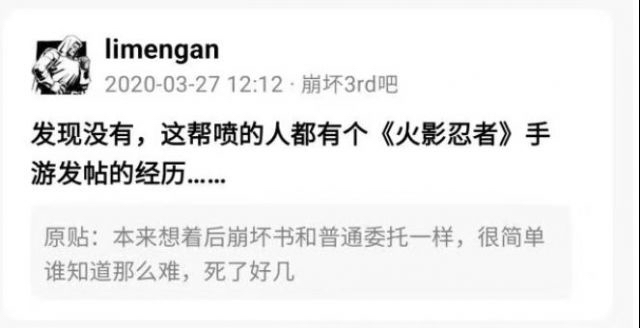 limengan
2020-03-27 12:12 · 崩坏3rd吧
发现没有，这帮喷的人都有个《火影忍者》手
游发帖的经历……
原贴：本来想着后崩坏书和普通委托一样，很简单
谁知道那么难，死了好几